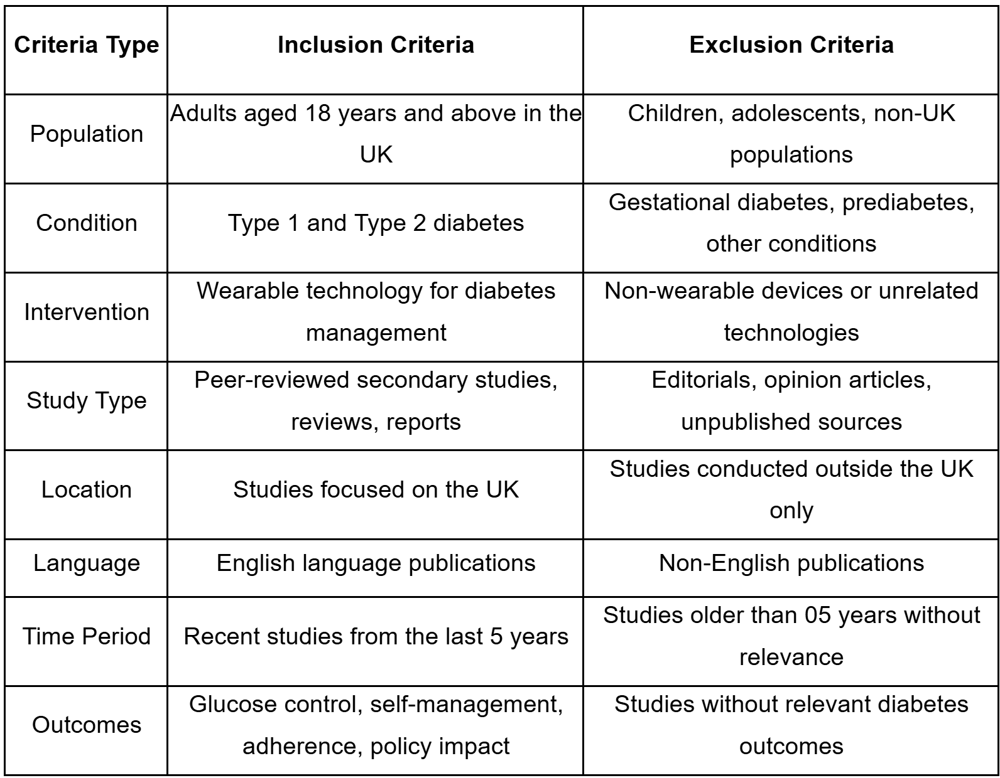 Criteria Type
Inclusion Criteria
Exclusion Criteria
Population
Adults aged 18 years and above in the
UK
Children, adolescents, non-UK
populations
Condition
Type 1 and Type 2 diabetes
Gestational diabetes, prediabetes,
other conditions
Intervention
Wearable technology for diabetes
management
Non-wearable devices or unrelated
technologies
Study Type
Peer-reviewed secondary studies,
reviews, reports
Editorials, opinion articles,
unpublished sources
Location
Studies focused on the UK
Studies conducted outside the UK
only
Language
English language publications
Non-English publications
Time Period
Recent studies from the last 5 years
Studies older than 05 years without
relevance
Outcomes
Glucose control, self-management,
adherence, policy impact
Studies without relevant diabetes
outcomes